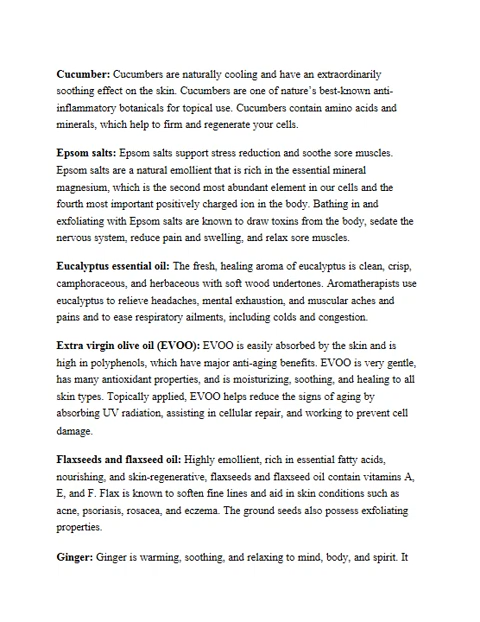 Cucumber: Cucumbers are naturally cooling and have an extraordinarily
soothing effect on the skin. Cucumbers are one of nature's best-known anti-
inflammatory botanicals for topical use. Cucumbers contain amino acids and
minerals, which help to firm and regenerate your cells.
Epsom salts: Epsom salts support stress reduction and soothe sore muscles.
Epsom salts are a natural emollient that is rich in the essential mineral
magnesium, which is the second most abundant element in our cells and the
fourth most important positively charged ion in the body. Bathing in and
exfoliating with Epsom salts are known to draw toxins from the body, sedate the
nervous system, reduce pain and swelling, and relax sore muscles.
Eucalyptus essential oil: The fresh, healing aroma of eucalyptus is clean, crisp,
camphoraceous, and herbaceous with soft wood undertones. Aromatherapists use
eucalyptus to relieve headaches, mental exhaustion, and muscular aches and
pains and to ease respiratory ailments, including colds and congestion.
Extra virgin olive oil (EVOO): EVOO is easily absorbed by the skin and is
high in polyphenols, which have major anti-aging benefits. EVOO is very gentle,
has many antioxidant properties, and is moisturizing, soothing, and healing to all
skin types. Topically applied, EVOO helps reduce the signs of aging by
absorbing UV radiation, assisting in cellular repair, and working to prevent cell
damage.
Flaxseeds and flaxseed oil: Highly emollient, rich in essential fatty acids,
nourishing, and skin-regenerative, flaxseeds and flaxseed oil contain vitamins A,
E, and F. Flax is known to soften fine lines and aid in skin conditions such as
acne, psoriasis, rosacea, and eczema. The ground seeds also possess exfoliating
properties.
Ginger: Ginger is warming, soothing, and relaxing to mind, body, and spirit. It